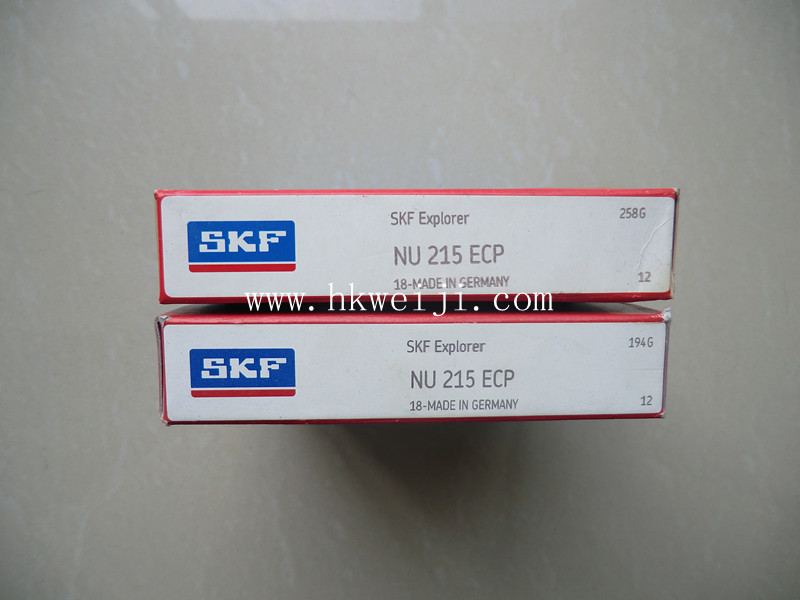 SKF
SKF Explorer
258G
NU 215 ECP
18-MADE IN GERMANY
12
www.hkweiji.com
SKF
SKF Explorer
194G
NU 215 ECP
18-MADE IN GERMANY
12